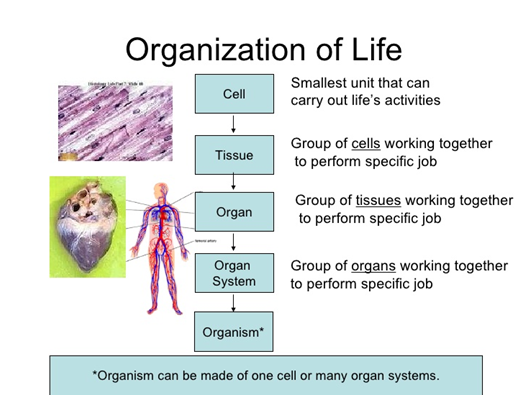 Organization of Life
Cell
Smallest unit that can
carry out life's activities
Tissue
Group of cells working together
to perform specific job
Organ
Group of tissues working together
to perform specific job
Organ
System
Group of organs working together
to perform specific job
Organism*
*Organism can be made of one cell or many organ systems.